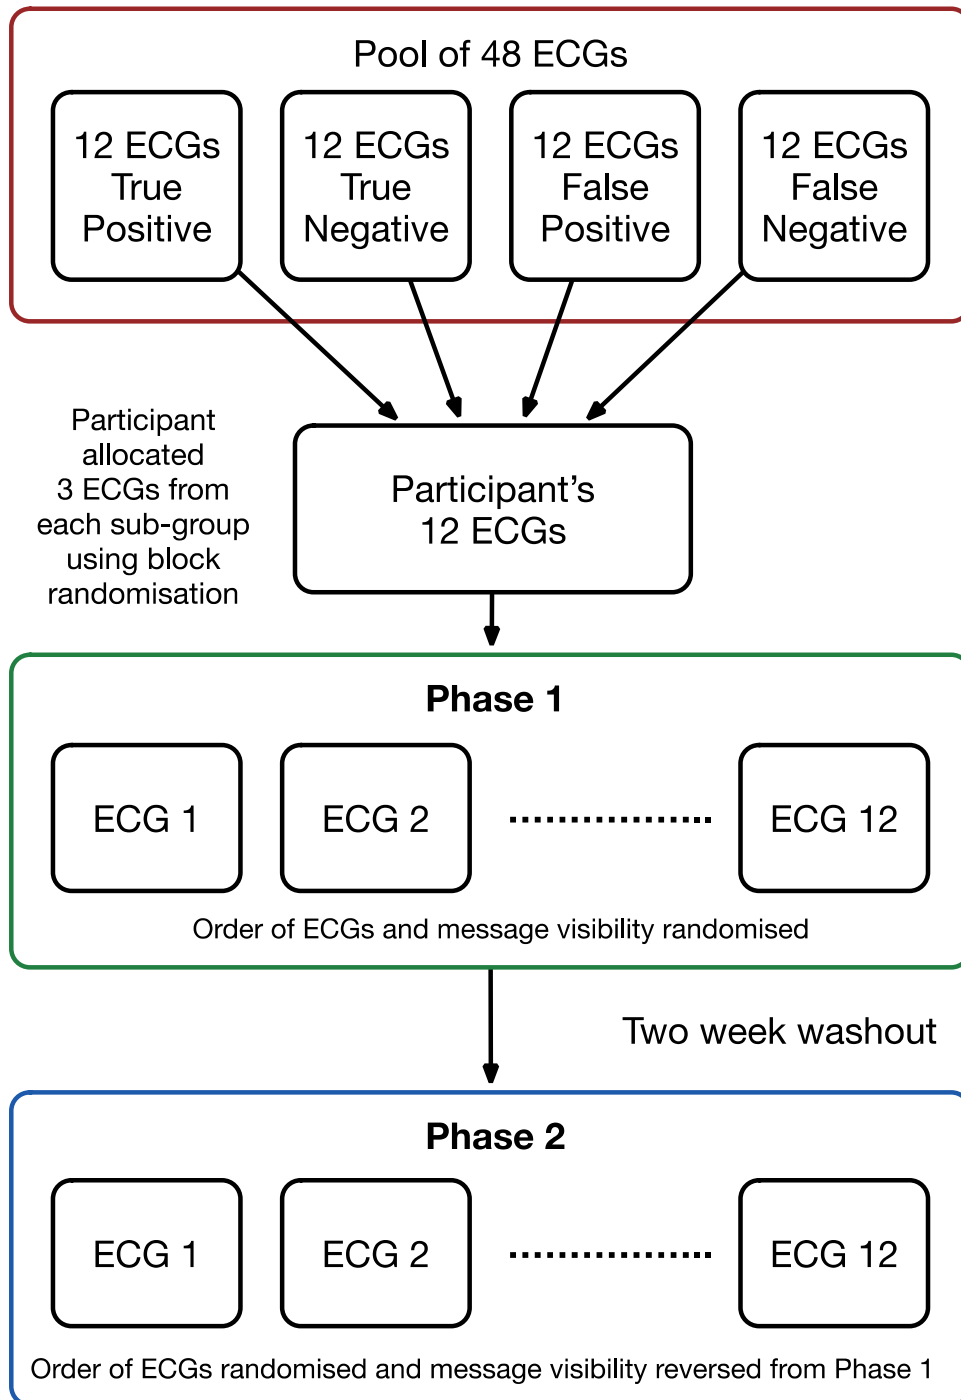 Pool of 48 ECGs
12 ECGs
True
Positive
12 ECGs
True
Negative
12 ECGs
False
Positive
12 ECGs
False
Negative
Participant
allocated
3 ECGs from
each sub-group
using block
randomisation
Participant's
12 ECGs
Phase 1
ECG 1
ECG 2
ECG 12
Order of ECGs and message visibility randomised
Two week washout
Phase 2
ECG 1
ECG 2
ECG 12
Order of ECGs randomised and message visibility reversed from Phase 1